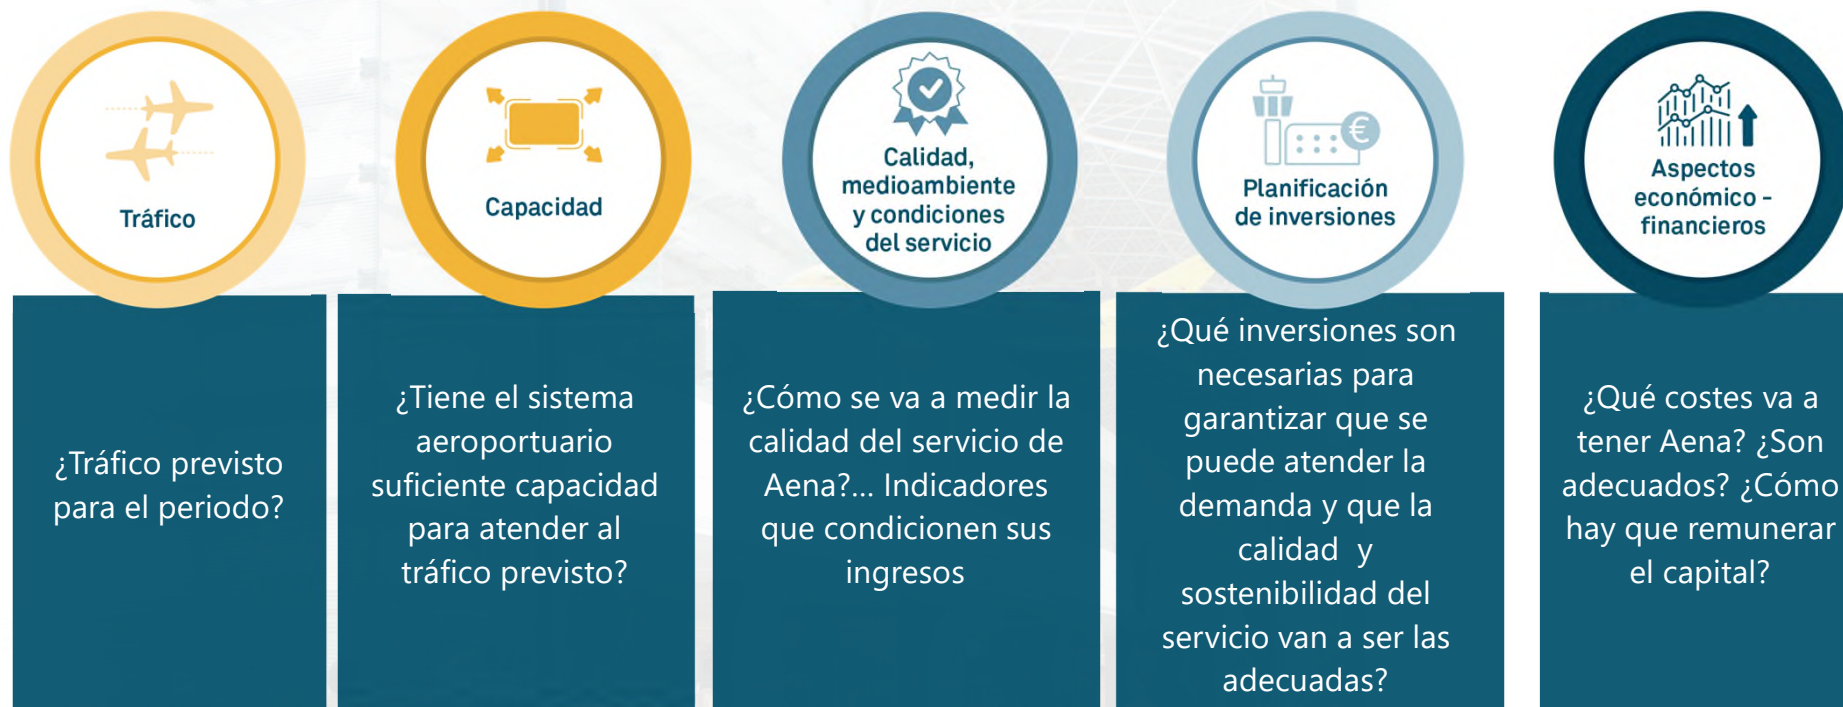 Tráfico
¿Tráfico previsto
para el periodo?
Capacidad
¿Tiene el sistema
aeroportuario
suficiente capacidad
para atender al
tráfico previsto?
Calidad,
medioambiente
y condiciones
del servicio
¿Cómo se va a medir la
calidad del servicio de
Aena?... Indicadores
que condicionen sus
ingresos
€
Planificación
de inversiones
¿Qué inversiones son
necesarias para
garantizar que se
puede atender la
demanda y que la
calidad y
sostenibilidad del
servicio van a ser las
adecuadas?
Aspectos
económico -
financieros
¿Qué costes va a
tener Aena? ¿Son
adecuados? ¿Cómo
hay que remunerar
el capital?